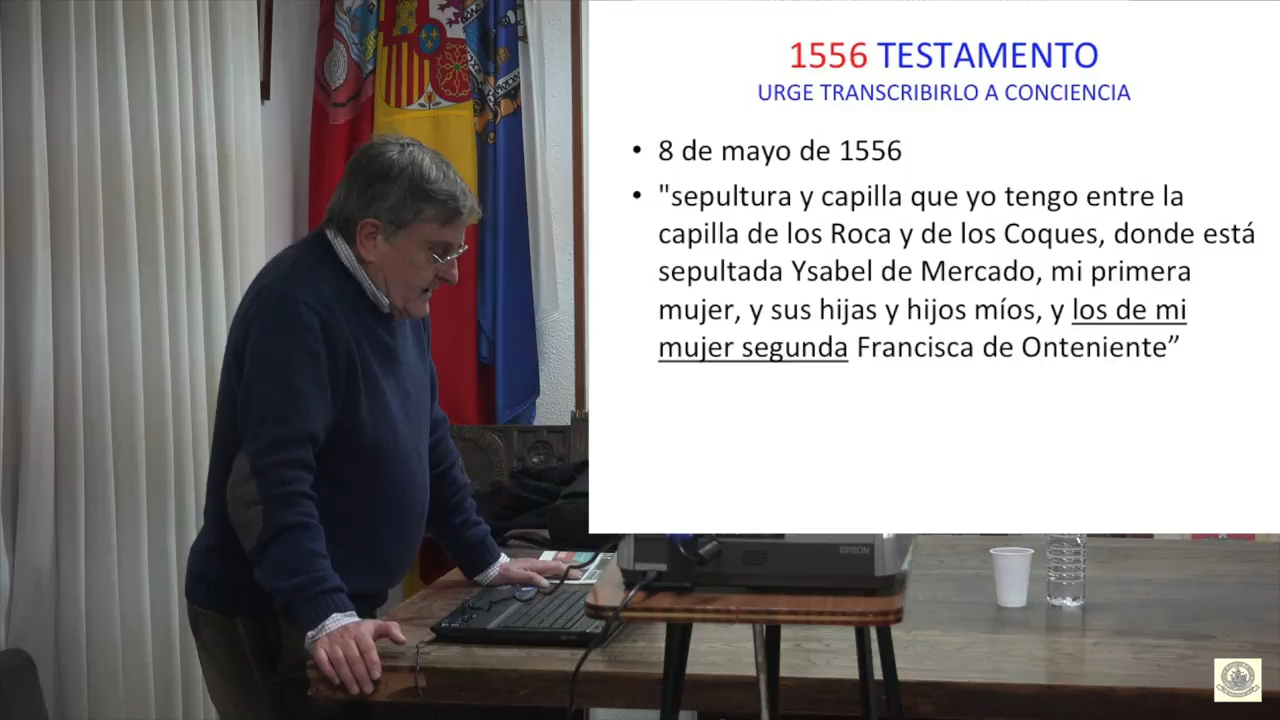 1556 TESTAMENTO
URGE TRANSCRIBIRLO A CONCIENCIA
• 8 de mayo de 1556
• "sepultura y capilla que yo tengo entre la
capilla de los Roca y de los Coques, donde está
sepultada Ysabel de Mercado, mi primera
mujer, y sus hijas y hijos míos, y los de mi
mujer segunda Francisca de Onteniente”
EPSON